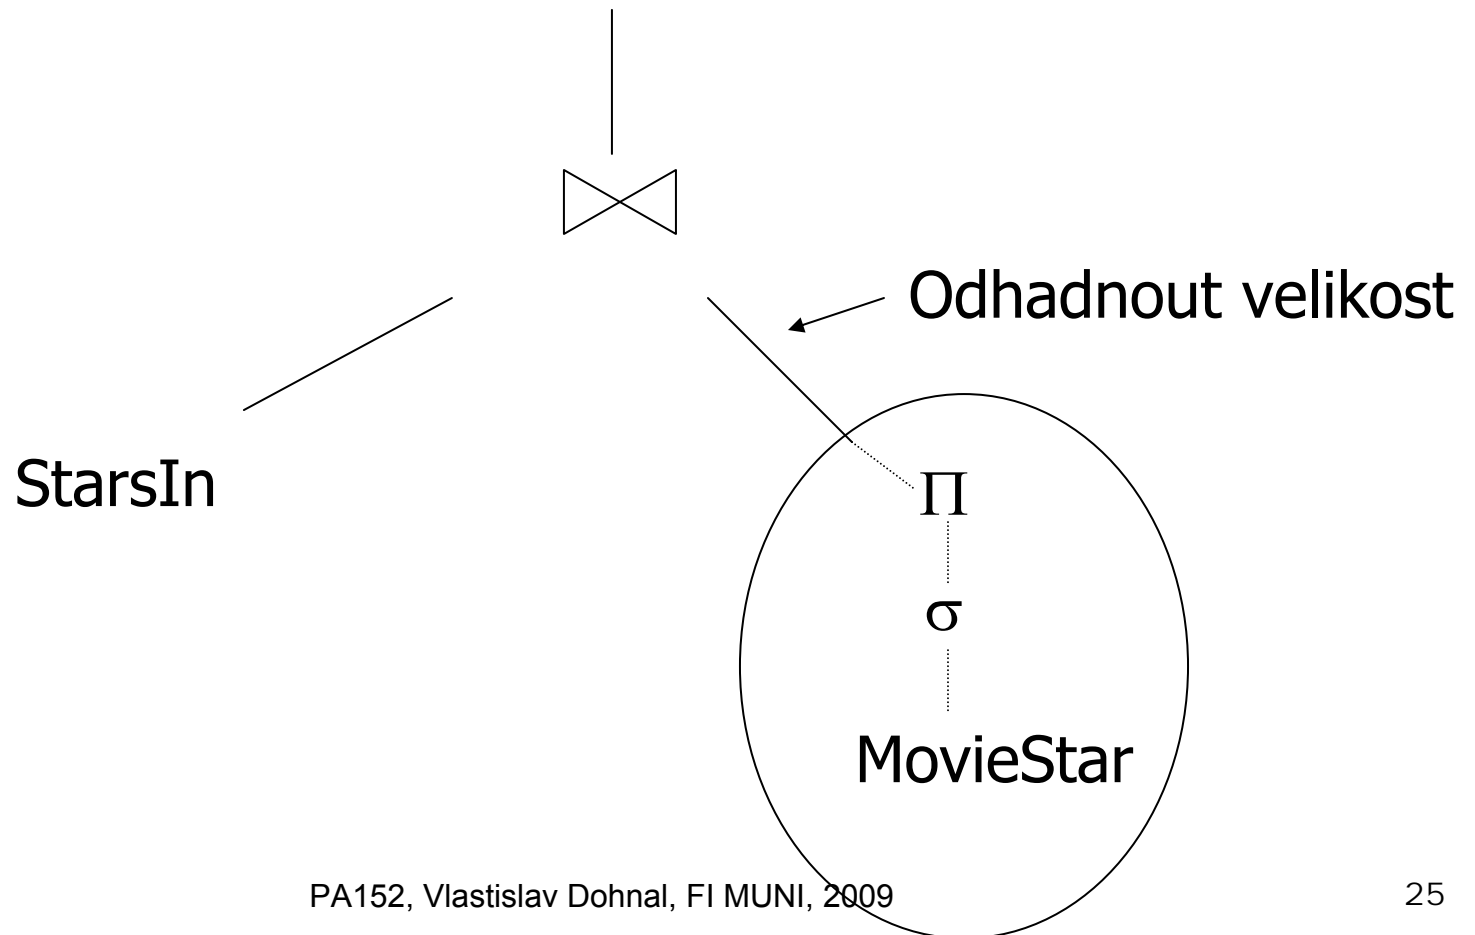 Odhadnout velikost
StarsIn
Π
σ
MovieStar
PA152, Vlastislav Dohnal, FI MUNI, 2009
25